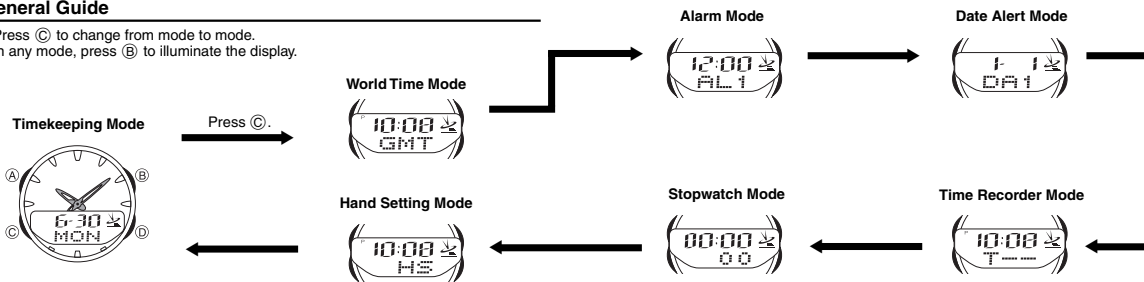 eneral Guide
Press Ⓒ to change from mode to mode.
n any mode, press Ⓑ to illuminate the display.
Alarm Mode
12:00
AL1
Date Alert Mode
1- 1
DA1
World Time Mode
P 10:08
GMT
Timekeeping Mode
Press Ⓒ.
Ⓐ
Ⓑ
6-30
MON
Ⓒ
Ⓓ
Hand Setting Mode
P 10:08
HS
Stopwatch Mode
00:00
00
Time Recorder Mode
P 10:08
T--